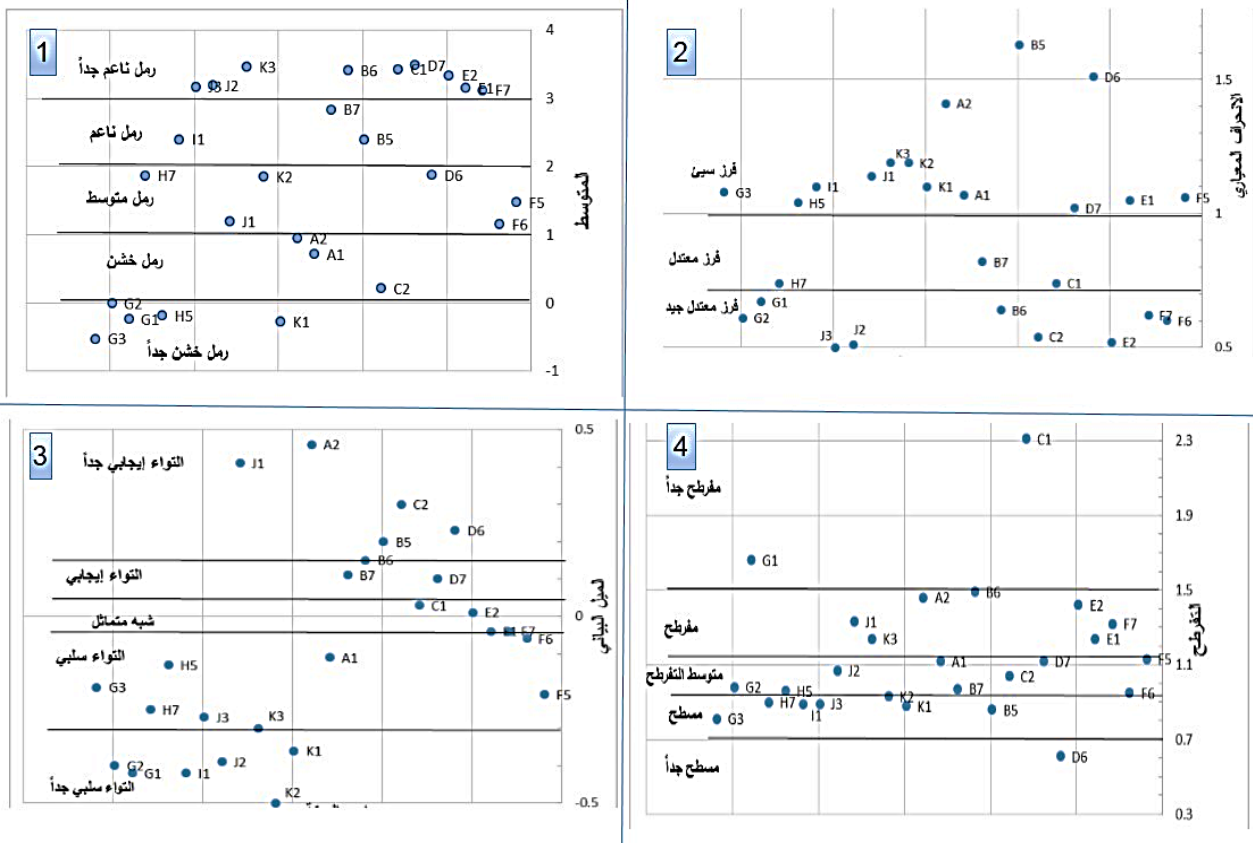 1
4
رمل ناعم جداً
K3
J3
J2
B6
C1
D7
E2
E1
F7
3
رمل ناعم
B7
I1
B5
2
H7
K2
D6
رمل متوسط
المتوسط
F5
J1
F6
1
A2
رمل خشن
A1
C2
0
G2
G1
H5
K1
G3
رمل خشن جداً
-1
2
B5
D6
1.5
A2
الانحراف المعياري
K3
فرز سيئ
K2
J1
G3
I1
K1
H5
A1
D7
E1
F5
1
فرز معتدل
B7
H7
C1
فرز معتدل جيد
G1
G2
B6
F7
F6
J3
J2
C2
E2
0.5
3
0.5
التواء إيجابي جداً
A2
J1
C2
D6
B5
B6
التواء إيجابي
B7
D7
الميل البياني
C1
E2
0
شبه متماثل
E1
F7
F6
التواء سلبي
A1
H5
G3
F5
H7
J3
K3
K1
J2
G2
G1
I1
التواء سلبي جداً
K2
-0.5
4
C1
2.3
مفرطح جداً
1.9
G1
1.5
B6
A2
E2
التفرطح
مفرطح
J1
F7
K3
E1
1.1
A1
D7
F5
متوسط التفرطح
J2
C2
G2
H5
B7
F6
K2
H7
I1
J3
K1
B5
مسطح
G3
0.7
مسطح جداً
D6
0.3